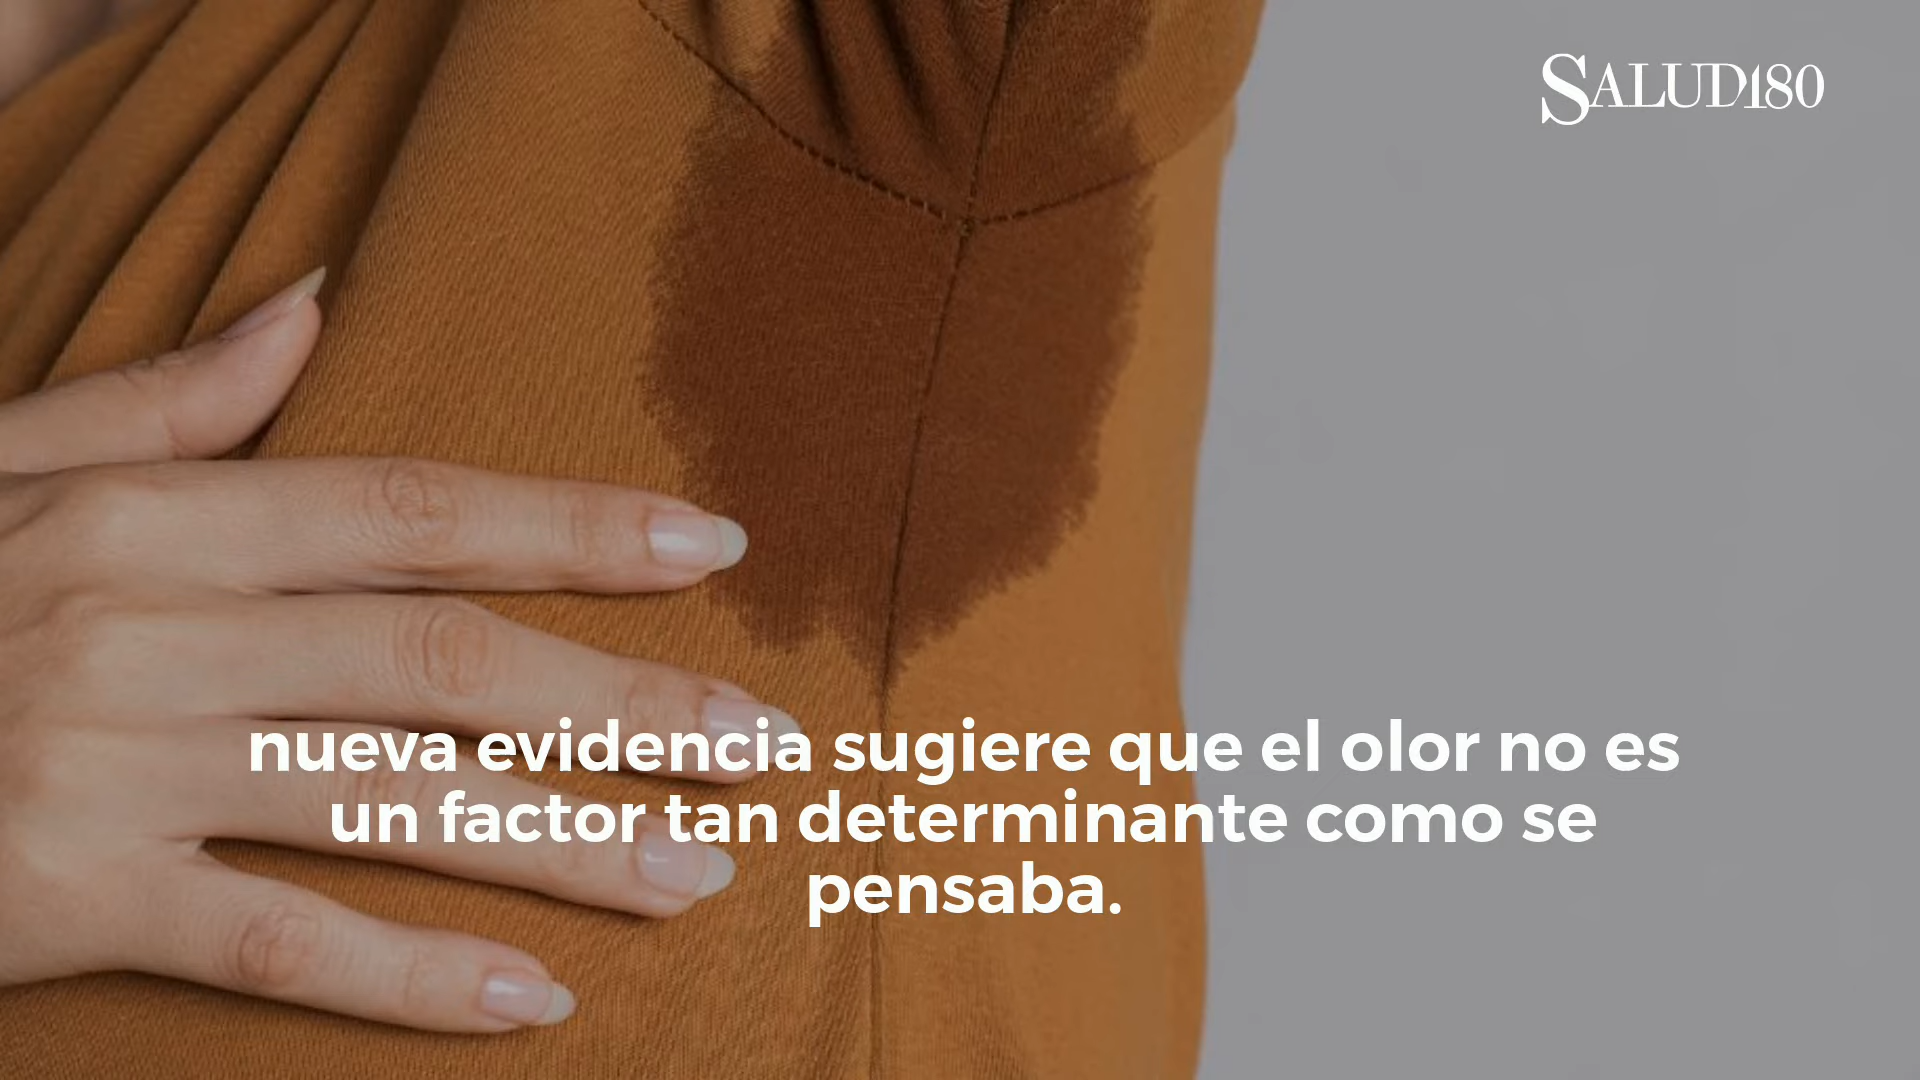 SALUD180
nueva evidencia sugiere que el olor no es
un factor tan determinante como se
pensaba.